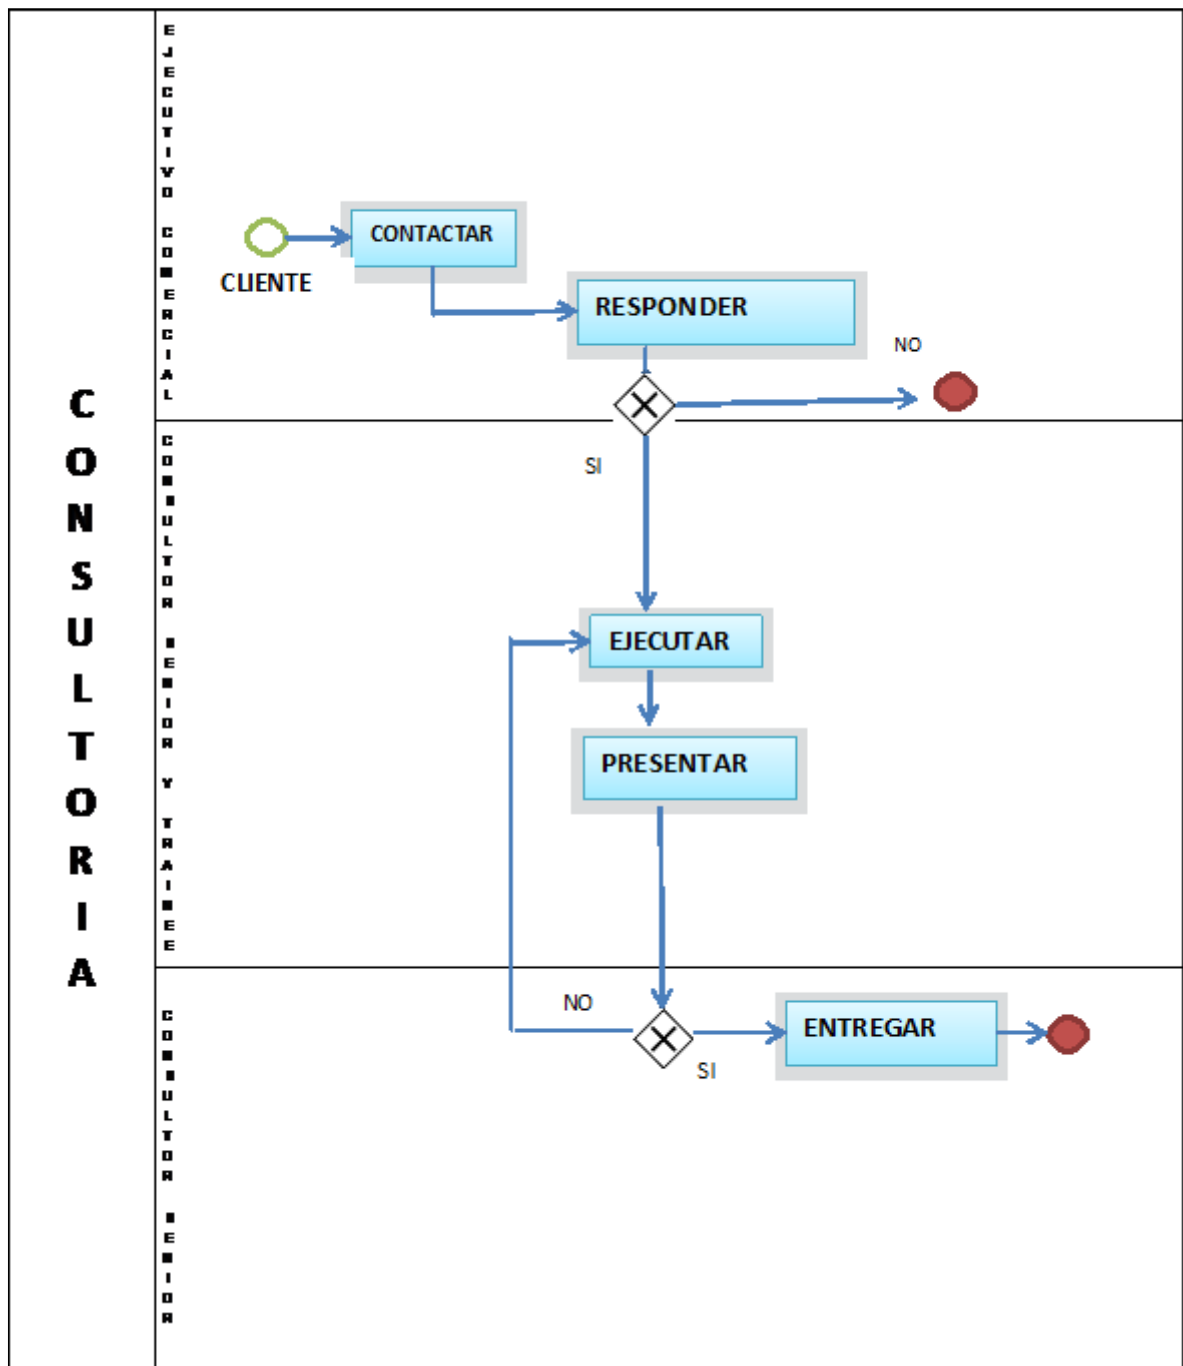 CONSULTORIA
EJECUTIVO COMERCIAL
CLIENTE
CONTACTAR
RESPONDER
NO
SI
CONSULTOR SENIOR Y TRAINEE
EJECUTAR
PRESENTAR
CONSULTOR SENIOR
NO
SI
ENTREGAR